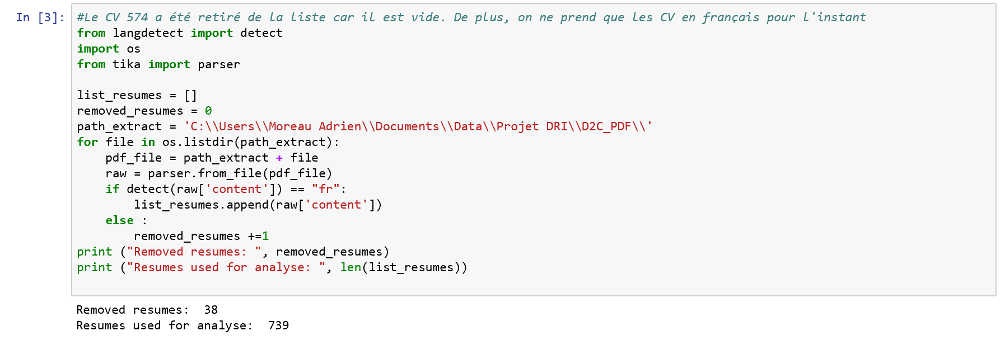 In [3]: #Le CV 574 a été retiré de la liste car il est vide. De plus, on ne prend que les CV en français pour l'instant
from langdetect import detect
import os
from tika import parser

list_resumes = []
removed_resumes = 0
path_extract = 'C:\\Users\\Moreau Adrien\\Documents\\Data\\Projet DRI\\D2C_PDF\\'
for file in os.listdir(path_extract):
    pdf_file = path_extract + file
    raw = parser.from_file(pdf_file)
    if detect(raw['content']) == "fr":
        list_resumes.append(raw['content'])
    else :
        removed_resumes +=1
print ("Removed resumes: ", removed_resumes)
print ("Resumes used for analyse: ", len(list_resumes))

Removed resumes:  38
Resumes used for analyse:  739